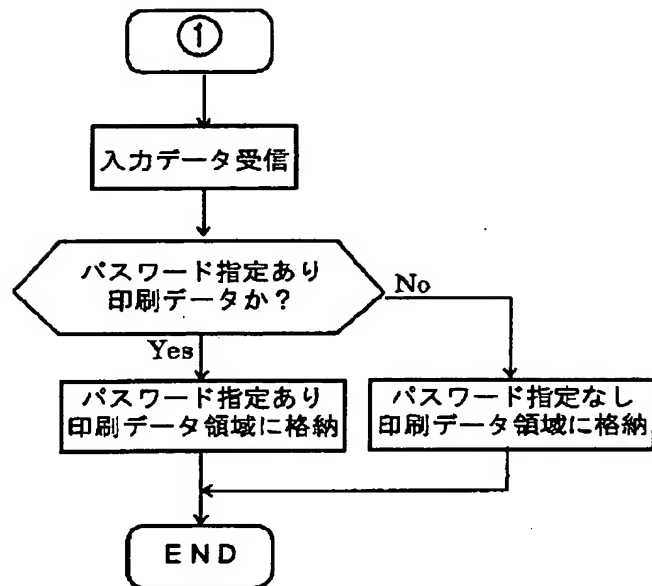 ①
入力データ受信
パスワード指定あり
印刷データか？
No
Yes
パスワード指定あり
印刷データ領域に格納
パスワード指定なし
印刷データ領域に格納
END